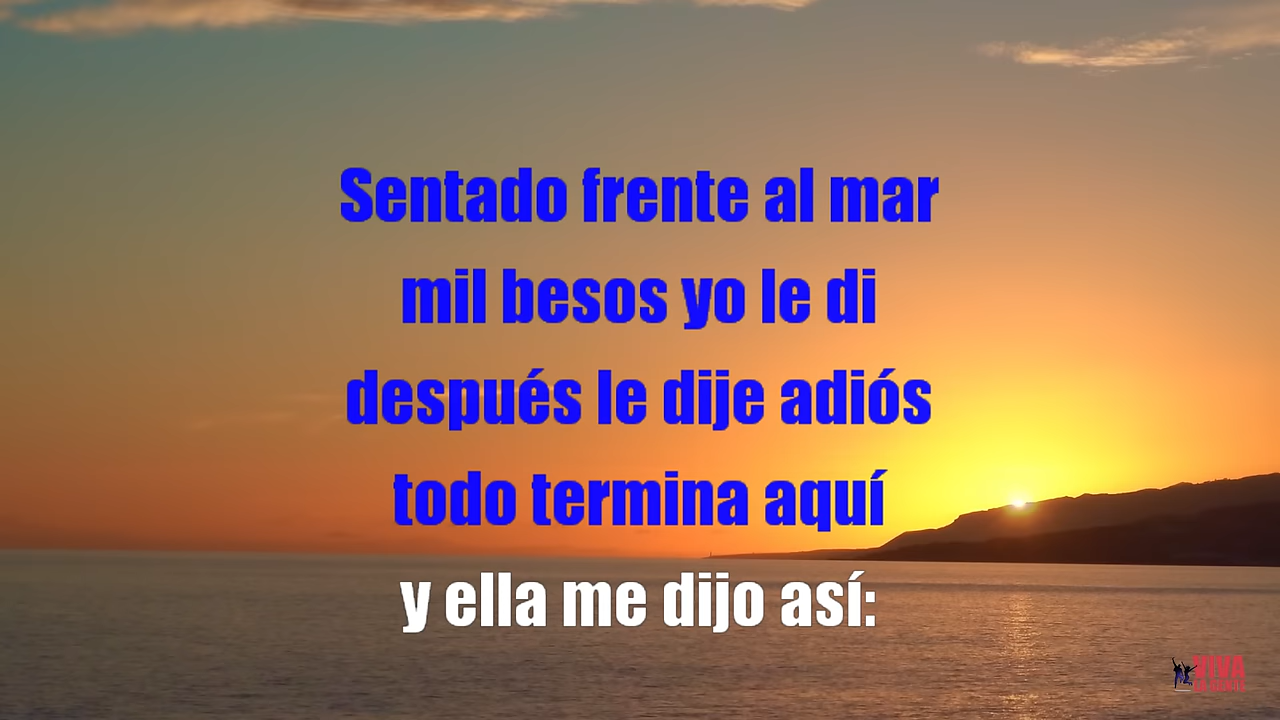 Sentado frente al mar
mil besos yo le di
después le dije adiós
todo termina aquí
y ella me dijo así:
VIVA